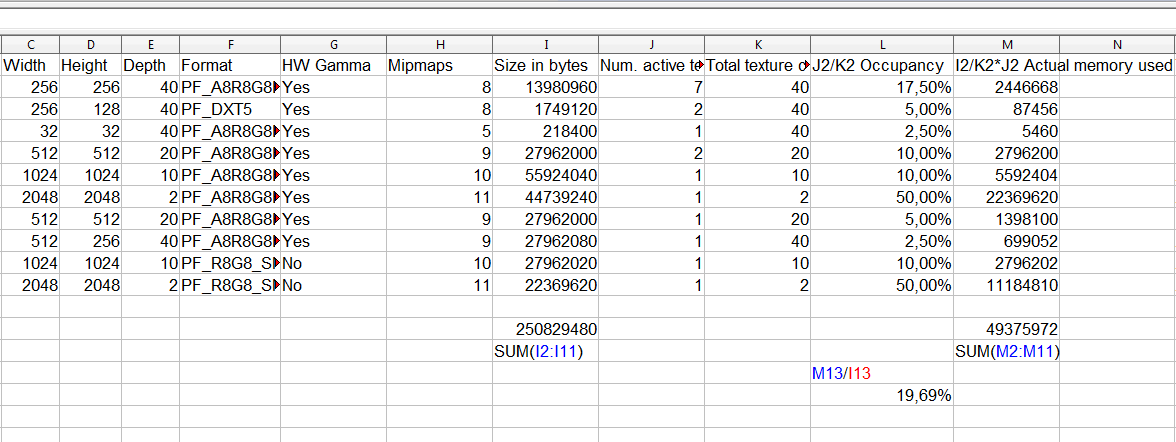 C D E F G H I J K L M N
Width Height Depth Format HW Gamma Mipmaps Size in bytes Num. active te Total texture J2/K2 Occupancy I2/K2*J2 Actual memory used
256 256 40 PF_A8R8G8 Yes 8 13980960 7 40 17,50% 2446668
256 128 40 PF_DXT5 Yes 8 1749120 2 40 5,00% 87456
32 32 40 PF_A8R8G8 Yes 5 218400 1 40 2,50% 5460
512 512 20 PF_A8R8G8 Yes 9 27962000 2 20 10,00% 2796200
1024 1024 10 PF_A8R8G8 Yes 10 55924040 1 10 10,00% 5592404
2048 2048 2 PF_A8R8G8 Yes 11 44739240 1 2 50,00% 22369620
512 512 20 PF_A8R8G8 Yes 9 27962000 1 20 5,00% 1398100
512 256 40 PF_A8R8G8 Yes 9 27962080 1 40 2,50% 699052
1024 1024 10 PF_R8G8_S No 10 27962020 1 10 10,00% 2796202
2048 2048 2 PF_R8G8_S No 11 22369620 1 2 50,00% 11184810
250829480 49375972
SUM(I2:I11) SUM(M2:M11)
M13/I13
19,69%